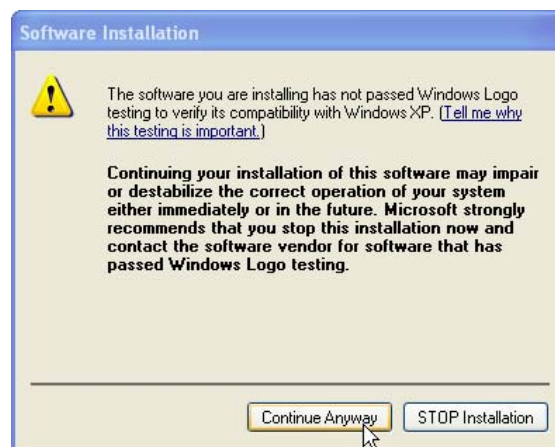 Software Installation
The software you are installing has not passed Windows Logo
testing to verify its compatibility with Windows XP. (Tell me why
this testing is important.)
Continuing your installation of this software may impair
or destabilize the correct operation of your system
either immediately or in the future. Microsoft strongly
recommends that you stop this installation now and
contact the software vendor for software that has
passed Windows Logo testing.
Continue Anyway STOP Installation